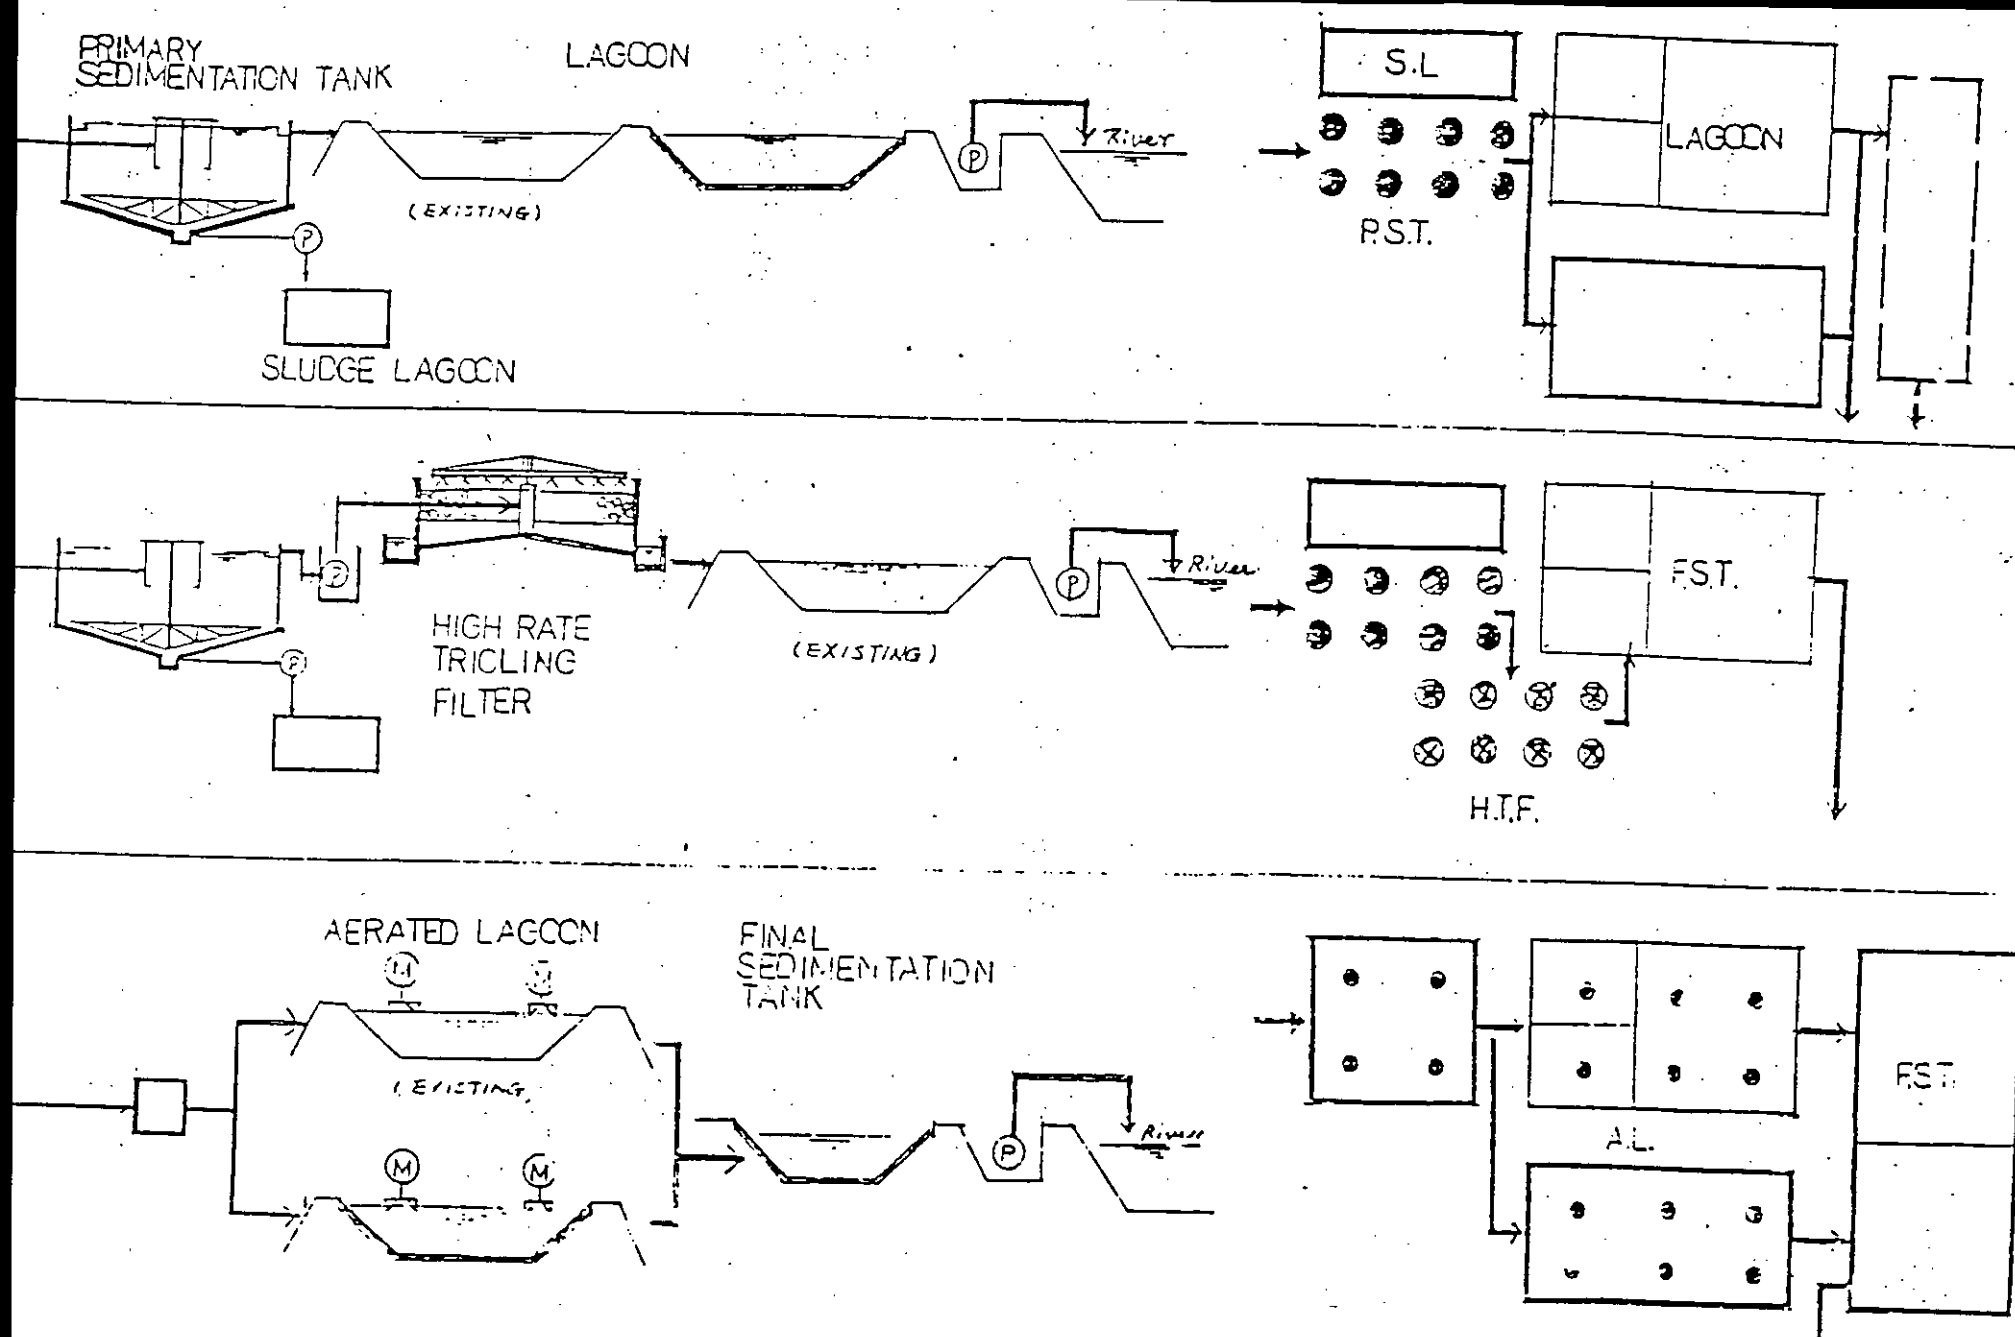 PRIMARY
SEDIMENTATION TANK
LAGOON
River
P
(EXISTING)
P
SLUDGE LAGOON
S.L
LAGOON
P.S.T.
River
P
P
P
HIGH RATE
TRICLING
FILTER
(EXISTING)
F.S.T.
H.T.F.
AERATED LAGOON
M
M
(EXISTING)
M
M
FINAL
SEDIMENTATION
TANK
River
P
A.L.
F.S.T.